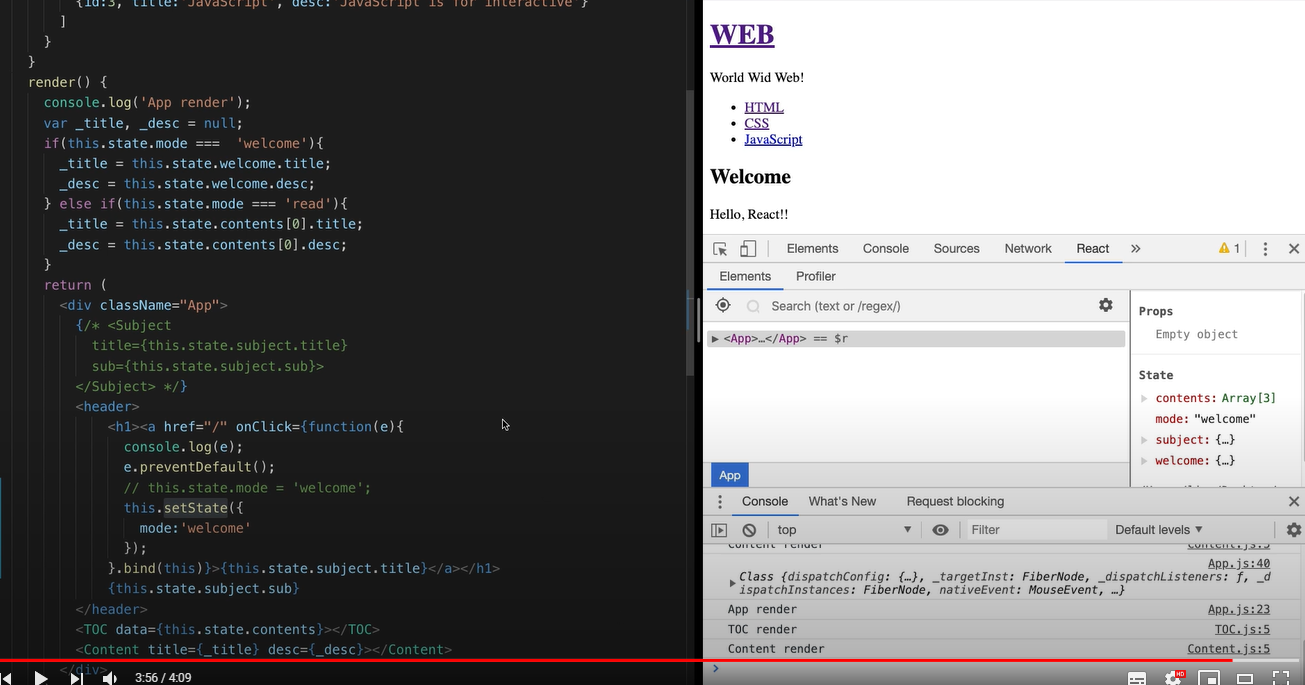 {id:3, title:"JavaScript", desc:"JavaScript is for interactive"}
]
}
}
render() {
console.log('App render');
var _title, _desc = null;
if(this.state.mode === 'welcome'){
_title = this.state.welcome.title;
_desc = this.state.welcome.desc;
} else if(this.state.mode === 'read'){
_title = this.state.contents[0].title;
_desc = this.state.contents[0].desc;
}
return (
<div className="App">
{/* <Subject
title={this.state.subject.title}
sub={this.state.subject.sub}>
</Subject> */}
<header>
<h1><a href="/" onClick={function(e){
console.log(e);
e.preventDefault();
// this.state.mode = 'welcome';
this.setState({
mode:'welcome'
});
}.bind(this)}>{this.state.subject.title}</a></h1>
{this.state.subject.sub}
</header>
<TOC data={this.state.contents}></TOC>
<Content title={_title} desc={_desc}></Content>
</div>
3:56 / 4:09
WEB
World Wid Web!
• HTML
• CSS
• JavaScript
Welcome
Hello, React!!
Elements Console Sources Network React » 1
Elements Profiler
Search (text or /regex/)
<App>…</App> == $r
Props
Empty object
State
contents: Array[3]
mode: "welcome"
subject: {…}
welcome: {…}
App
Console What's New Request blocking
top Filter Default levels
Content render Content.js:5
App.js:40
Class {dispatchConfig: {…}, _targetInst: FiberNode, _dispatchListeners: ƒ, _d
ispatchInstances: FiberNode, nativeEvent: MouseEvent, …}
App render App.js:23
TOC render TOC.js:5
Content render Content.js:5
HD